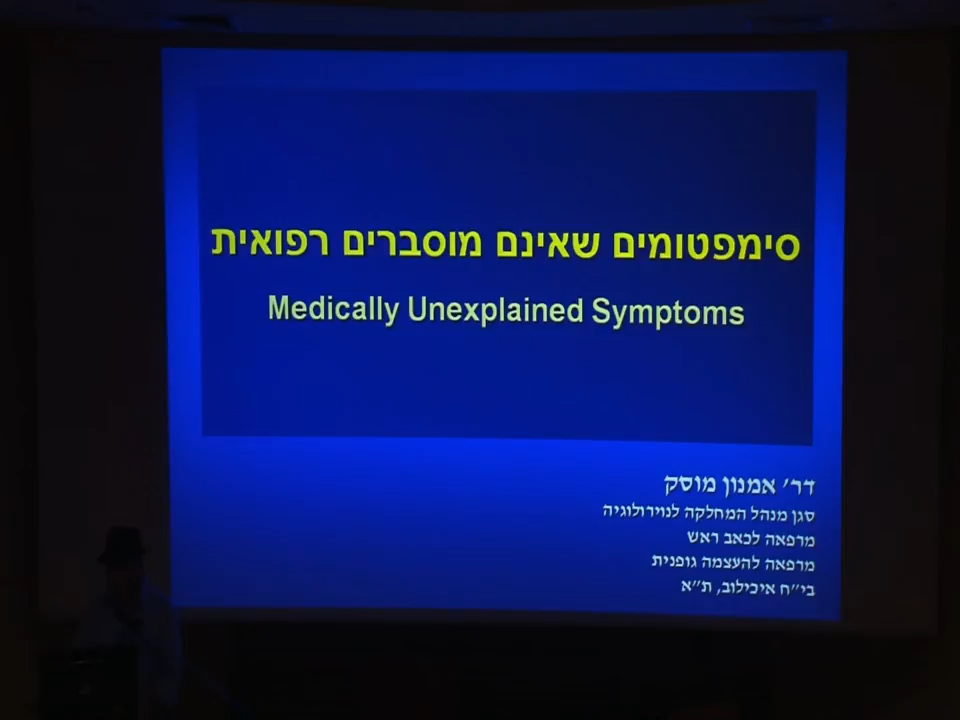 סימפטומים שאינם מוסברים רפואית
Medically Unexplained Symptoms
דר׳ אמנון מוסק
סגן מנהל המחלקה לנוירולוגיה
מרפאה לכאב ראש
מרפאה להעצמה גופנית
בי״ח איכילוב, ת״א